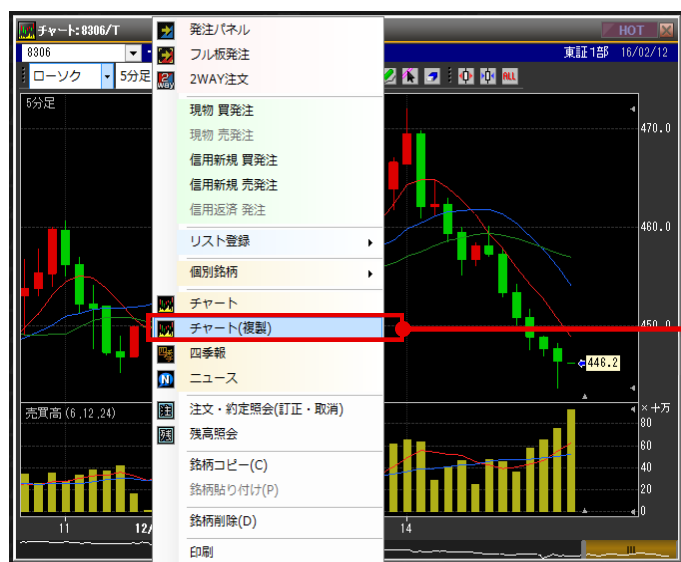 チャート:8306/T
HOT
8306
東証1部 16/02/12
ローソク
5分足
ALL
5分足
発注パネル
フル板発注
2WAY注文
現物 買発注
現物 売発注
信用新規 買発注
信用新規 売発注
信用返済 発注
リスト登録
個別銘柄
チャート
チャート(複製)
四季報
ニュース
注文・約定照会(訂正・取消)
残高照会
銘柄コピー(C)
銘柄貼り付け(P)
銘柄削除(D)
印刷
470.0
460.0
450.0
446.2
売買高(6,12,24)
×十万
80
60
40
20
0
11
12/
14